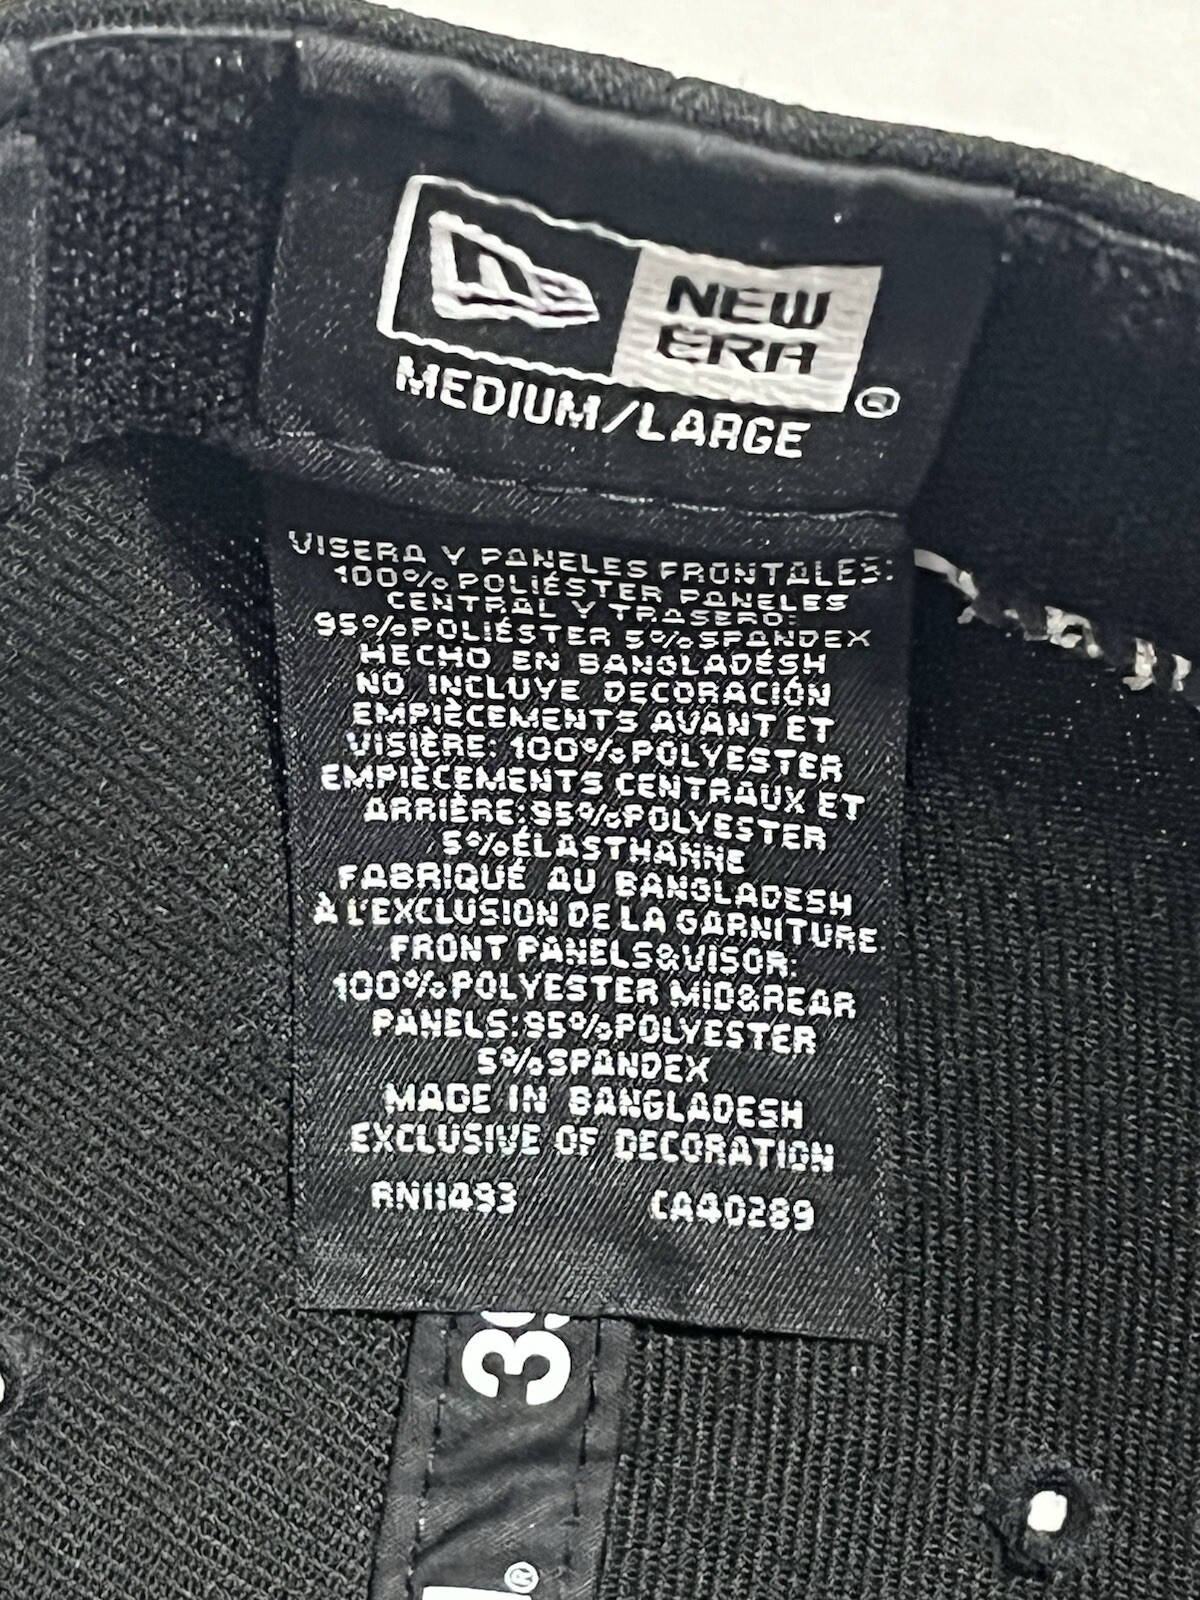 NEW
ERA
®
MEDIUM/LARGE
VISERA Y PANELES FRONTALES:
100%POLIÉSTER PANELES
CENTRAL Y TRASERO:
95%POLIÉSTER 5%SPANDEX
HECHO EN BANGLADÉSH
NO INCLUYE DECORACIÓN
EMPIÈCEMENTS AVANT ET
VISIÈRE: 100%POLYESTER
EMPIÈCEMENTS CENTRAUX ET
ARRIÈRE:95%POLYESTER
5%ÉLASTHANNE
FABRIQUÉ AU BANGLADESH
À L'EXCLUSION DE LA GARNITURE
FRONT PANELS&VISOR:
100%POLYESTER MID&REAR
PANELS:95%POLYESTER
5%SPANDEX
MADE IN BANGLADESH
EXCLUSIVE OF DECORATION
RN11493 CA40289
39
®